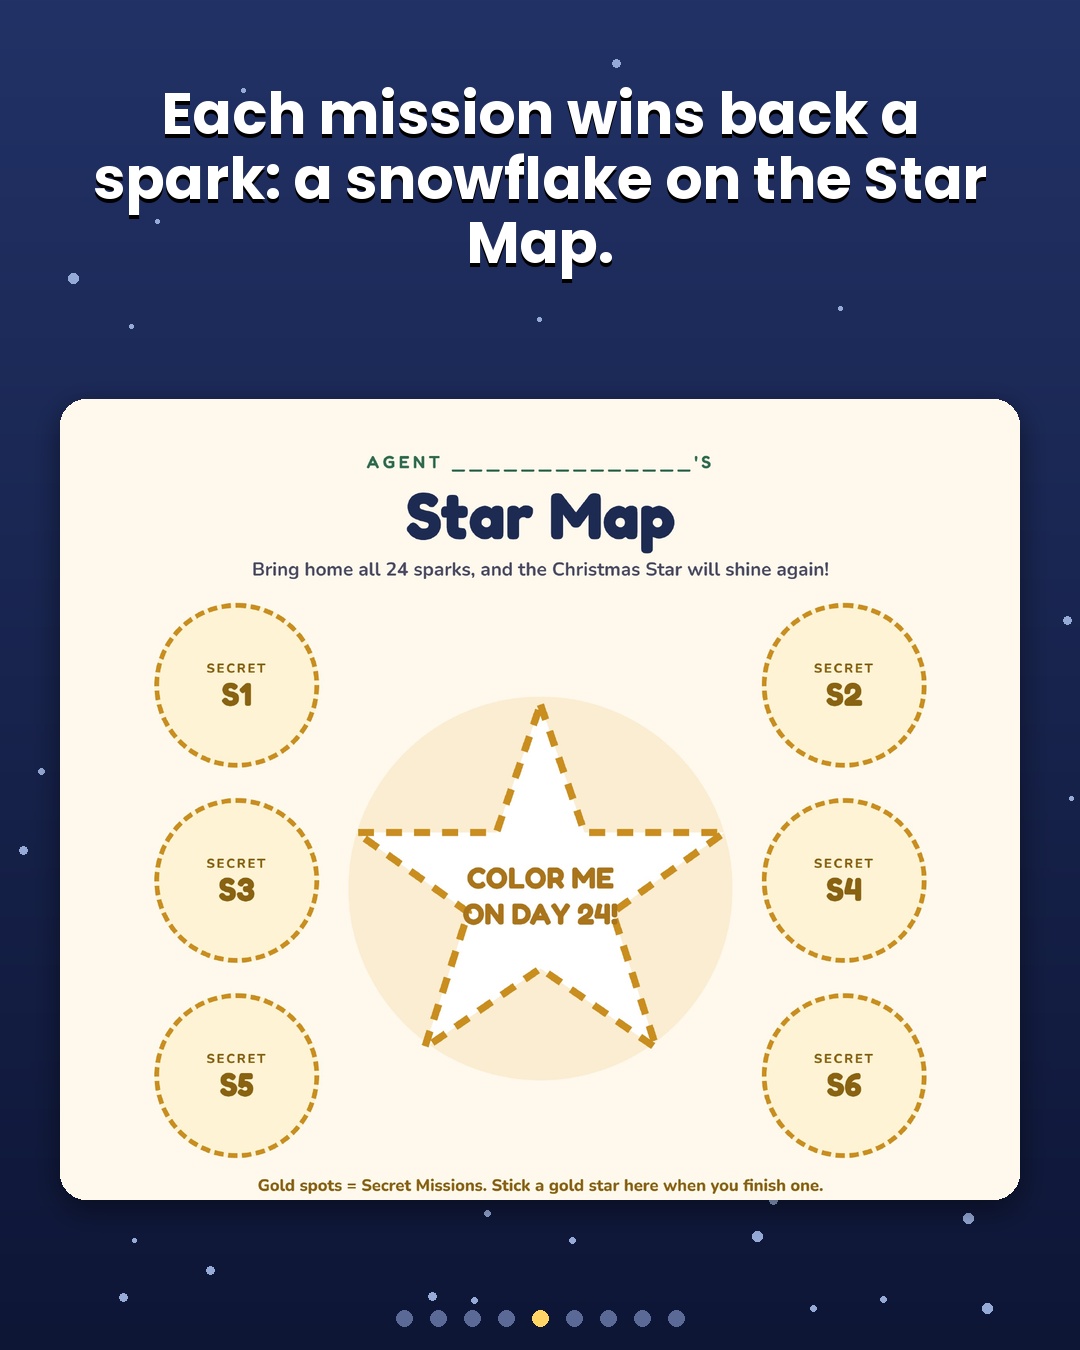 Each mission wins back a
spark: a snowflake on the Star
Map.
AGENT ______________'S
Star Map
Bring home all 24 sparks, and the Christmas Star will shine again!
SECRET
S1
SECRET
S2
SECRET
S3
COLOR ME
ON DAY 24!
SECRET
S4
SECRET
S5
SECRET
S6
Gold spots = Secret Missions. Stick a gold star here when you finish one.